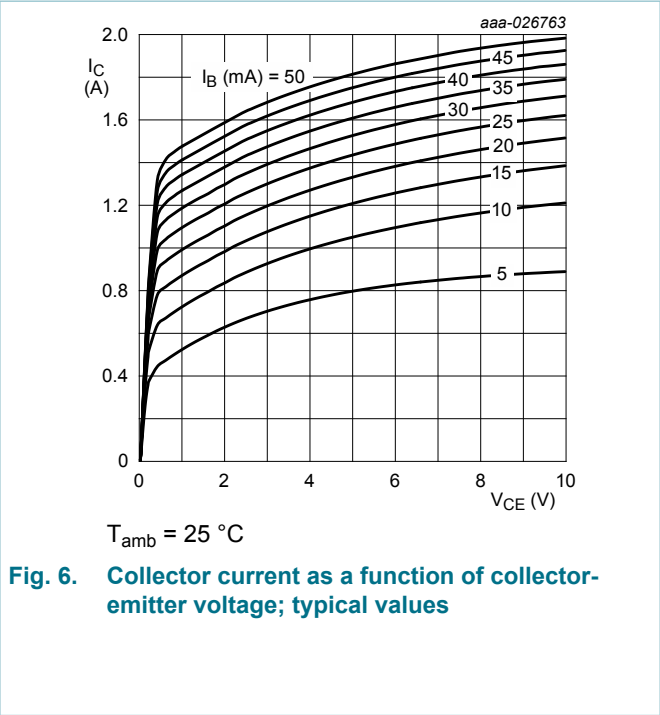 aaa-026763
2.0
I_C
(A)
1.6
1.2
0.8
0.4
0
I_B (mA) = 50
45
40
35
30
25
20
15
10
5
0 2 4 6 8 10
V_CE (V)
T_amb = 25 °C
Fig. 6. Collector current as a function of collector-
emitter voltage; typical values